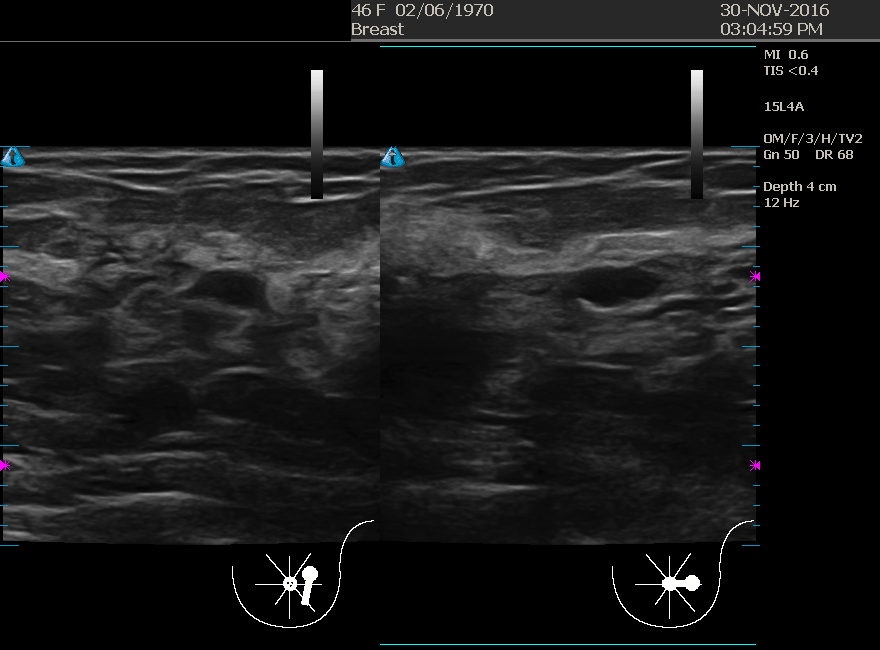 46 F 02/06/1970
30-NOV-2016
Breast
03:04:59 PM
MI 0.6
TIS <0.4
15L4A
OM/F/3/H/TV2
Gn 50 DR 68
Depth 4 cm
12 Hz